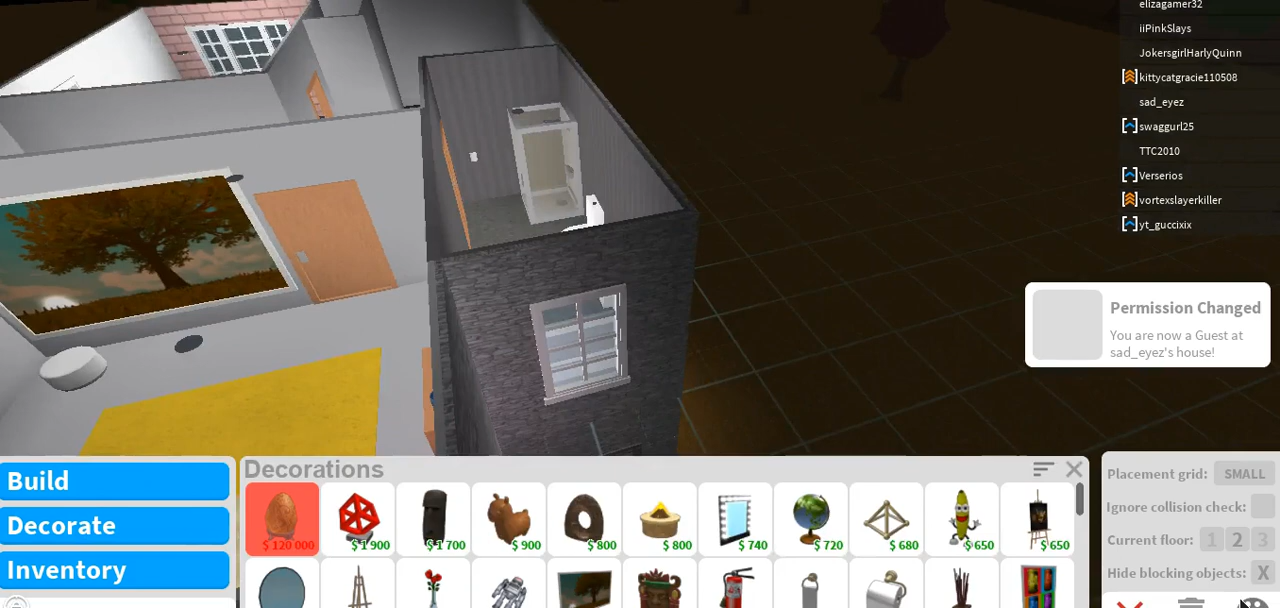 elizagamer32
iiPinkSlays
JokersgirlHarlyQuinn
kittycatgracie110508
sad_eyez
swaggurl25
TTC2010
Verserios
vortexslayerkiller
yt_guccixix
Permission Changed
You are now a Guest at
sad_eyez's house!
Build
Decorate
Inventory
Decorations
$ 120 000
$ 1 900
$ 1 700
$ 900
$ 800
$ 800
$ 740
$ 720
$ 680
$ 650
$ 650
Placement grid: SMALL
Ignore collision check:
Current floor: 1 2 3
Hide blocking objects: X